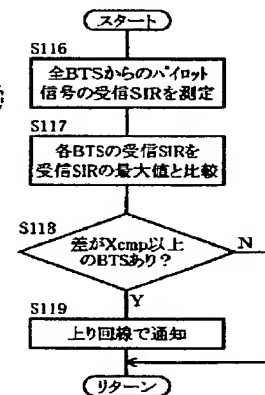 スタート
S116
全BTSからのパイロット
信号の受信SIRを測定
S117
各BTSの受信SIRを
受信SIRの最大値と比較
S118
差がXcmp以上
のBTSあり？
N
Y
S119
上り回線で通知
リターン